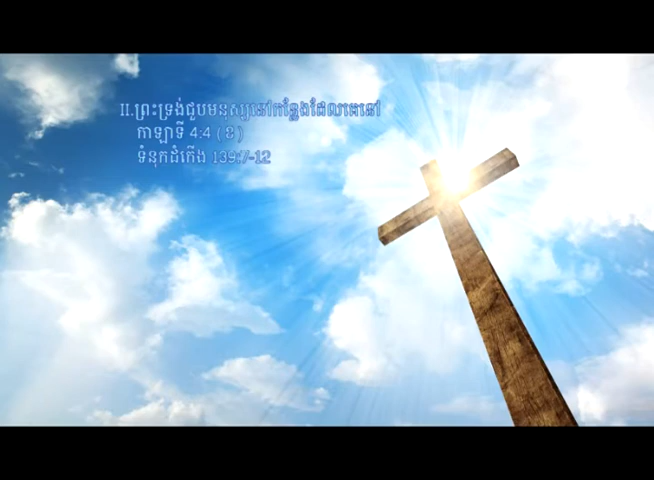 II.ព្រះទ្រង់ជួបមនុស្សនៅកន្លែងដែលគេនៅ
កាឡាទី 4:4 (ខ)
ទំនុកដំកើង 139:7-12